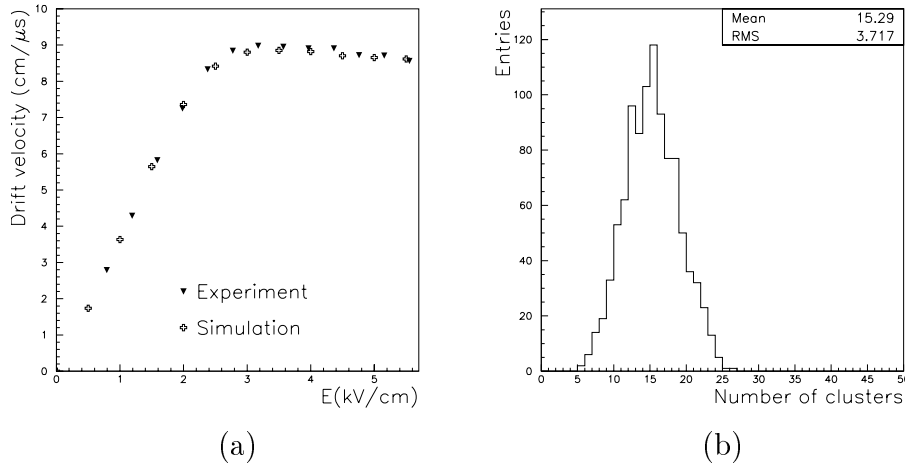 Drift velocity (cm/μs)
10
9
8
7
6
5
4
3
2
1
0
▼ Experiment
✚ Simulation
0 1 2 3 4 5
E(kV/cm)
(a)
Mean 15.29
RMS 3.717
Entries
120
100
80
60
40
20
0
0 5 10 15 20 25 30 35 40 45 50
Number of clusters
(b)